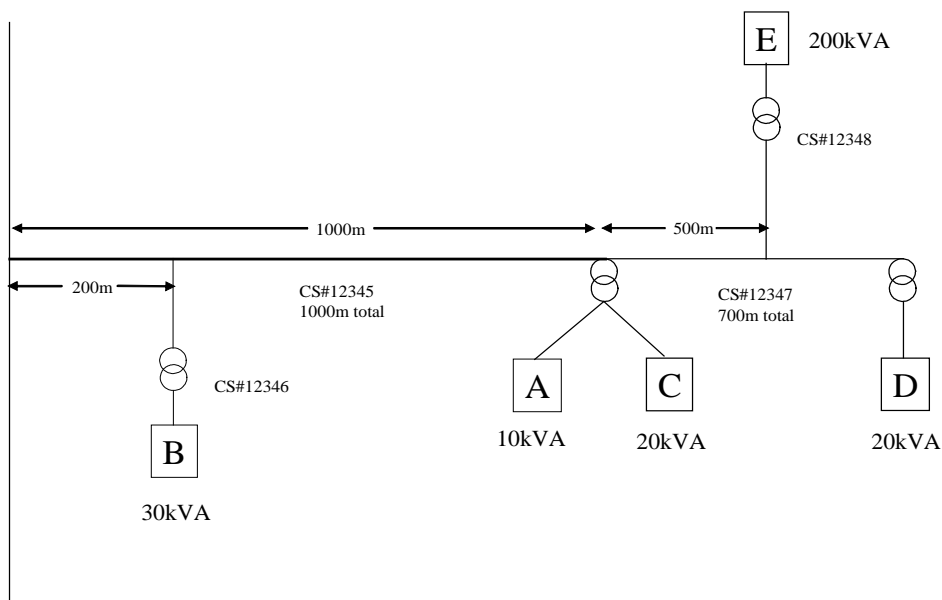 E
200kVA
CS#12348
1000m
500m
200m
CS#12345
1000m total
CS#12347
700m total
CS#12346
A
C
D
B
10kVA
20kVA
20kVA
30kVA